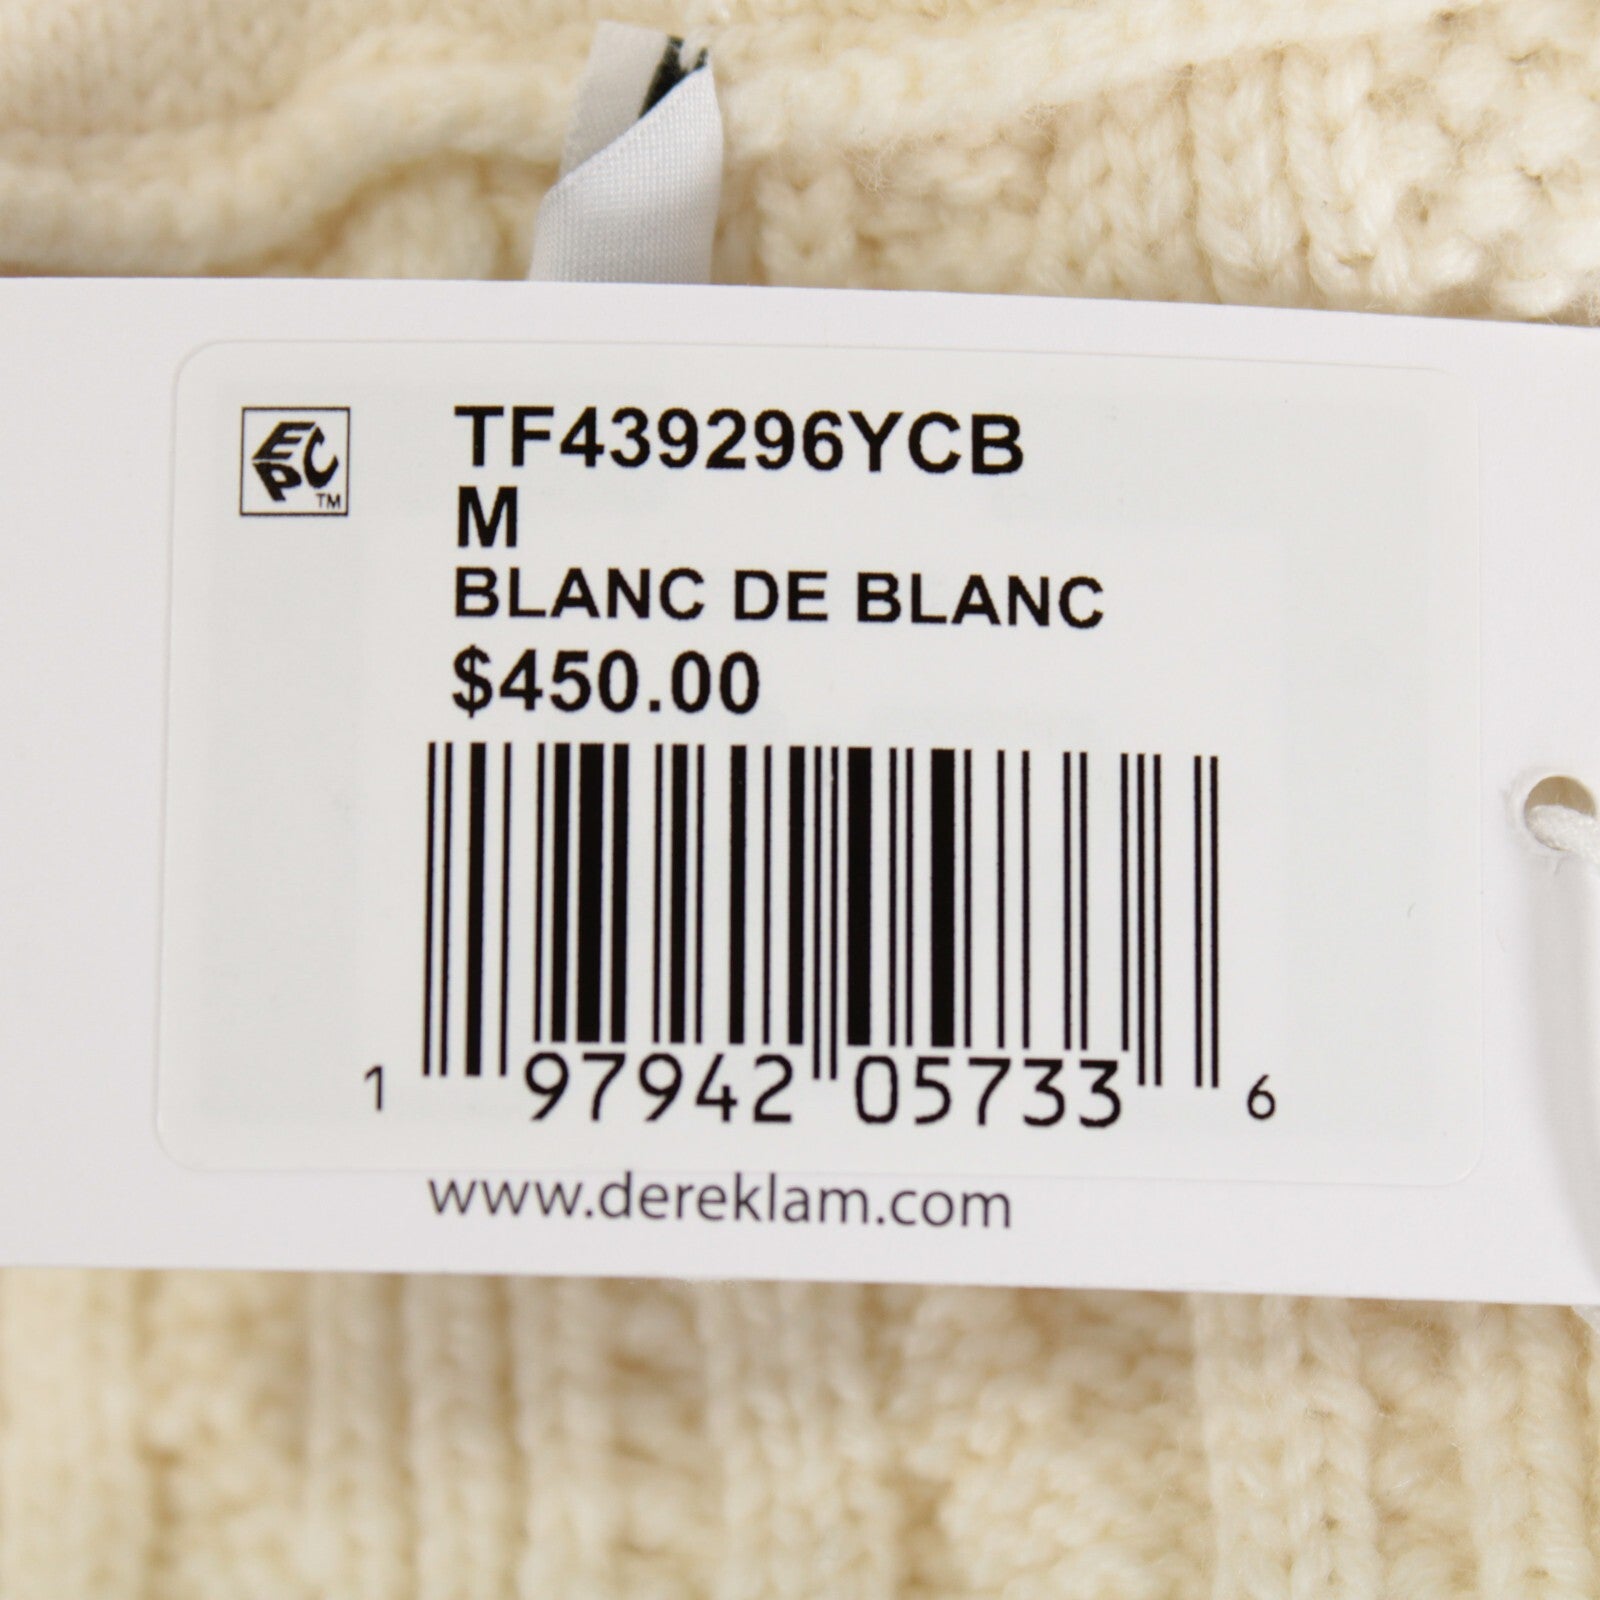 EPC TM
TF439296YCB
M
BLANC DE BLANC
$450.00
1 97942 05733 6
www.dereklam.com